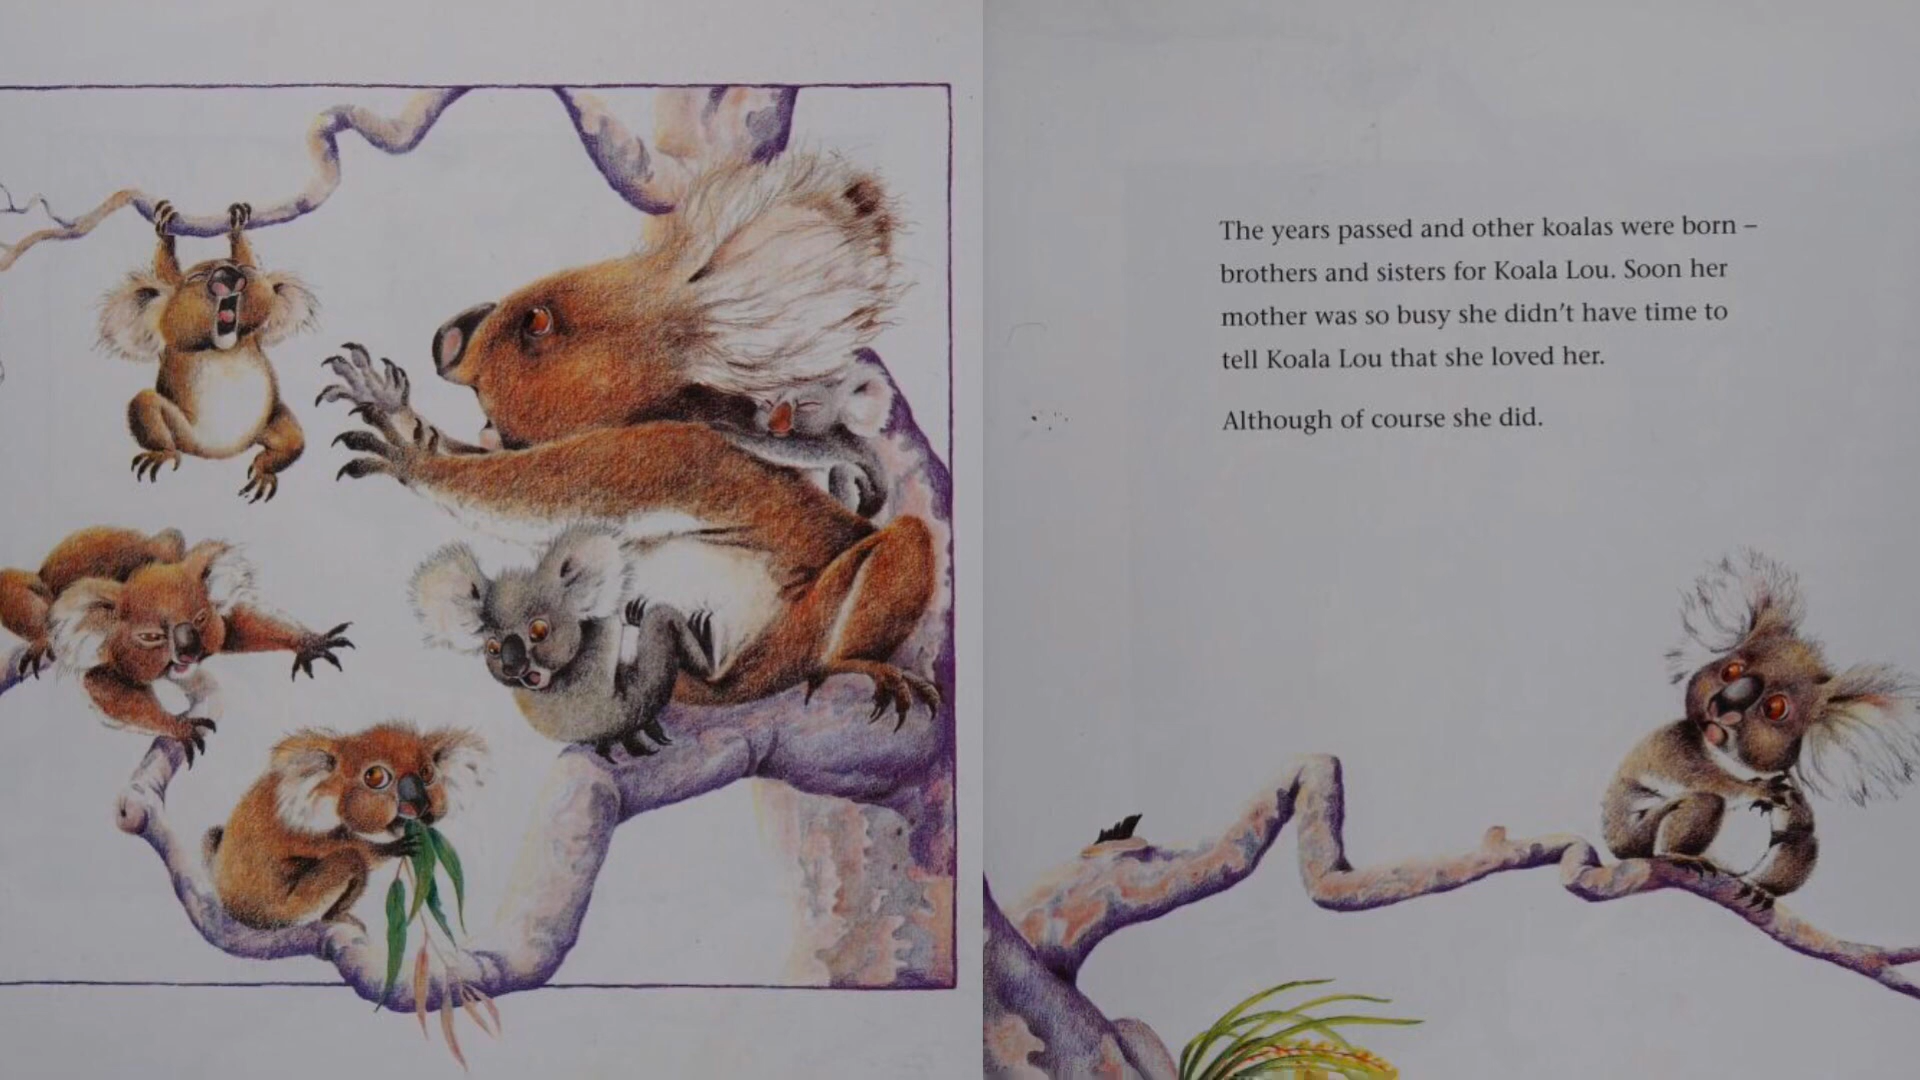 The years passed and other koalas were born –
brothers and sisters for Koala Lou. Soon her
mother was so busy she didn't have time to
tell Koala Lou that she loved her.
Although of course she did.